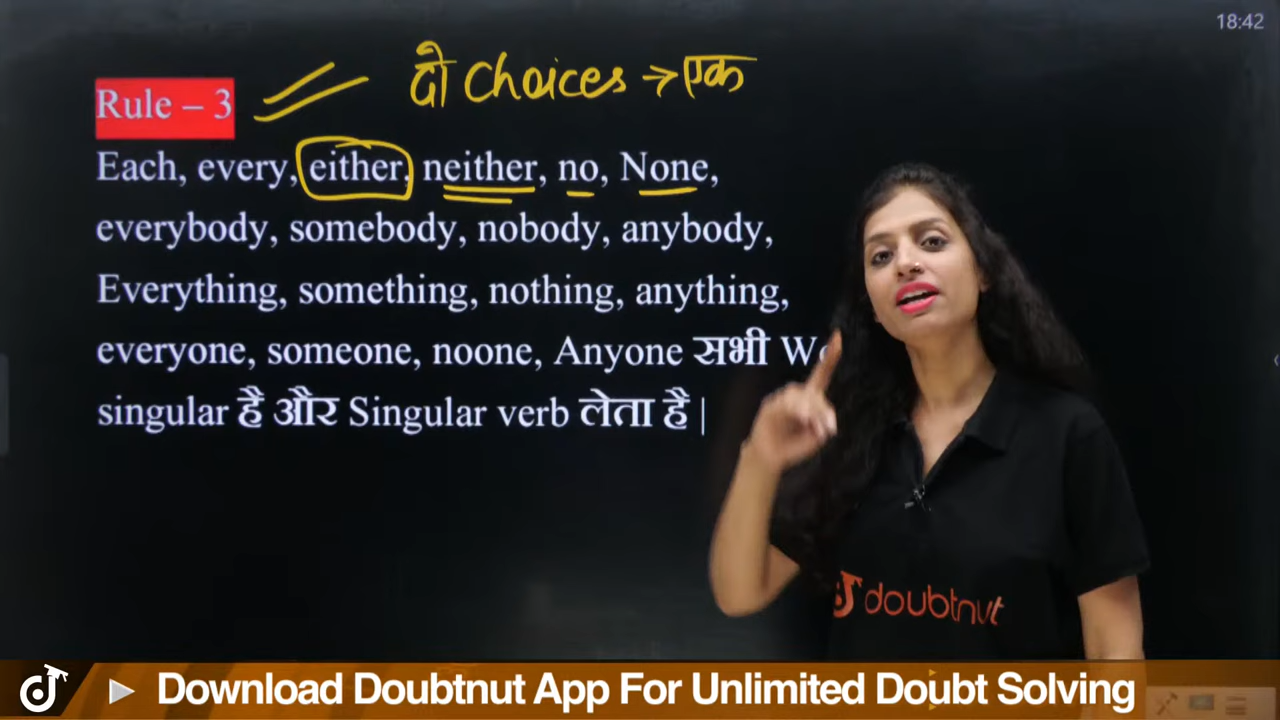 18:42
दो choices → एक
Rule – 3
Each, every, either, neither, no, None,
everybody, somebody, nobody, anybody,
Everything, something, nothing, anything,
everyone, someone, noone, Anyone सभी
singular है और Singular verb लेता है |
doubtnut
Download Doubtnut App For Unlimited Doubt Solving